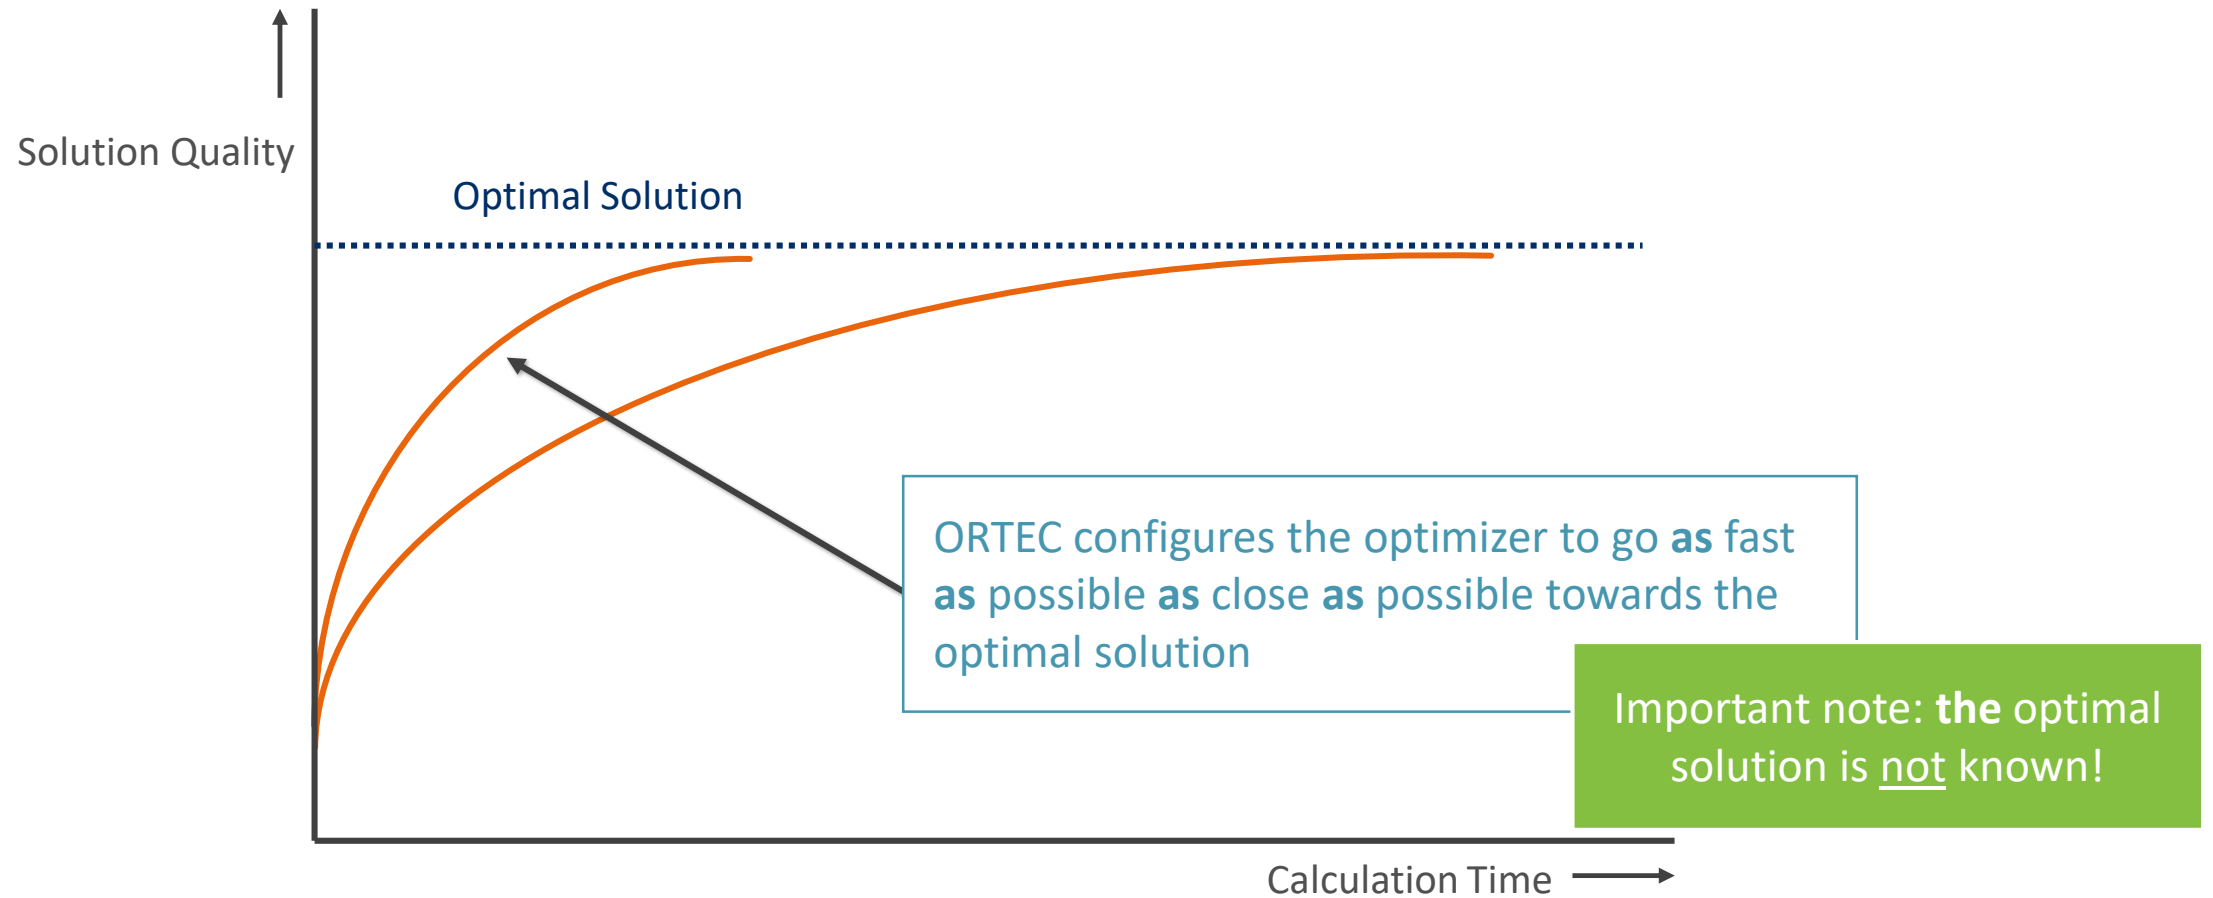 Solution Quality
Optimal Solution
ORTEC configures the optimizer to go as fast
as possible as close as possible towards the
optimal solution
Important note: the optimal
solution is not known!
Calculation Time